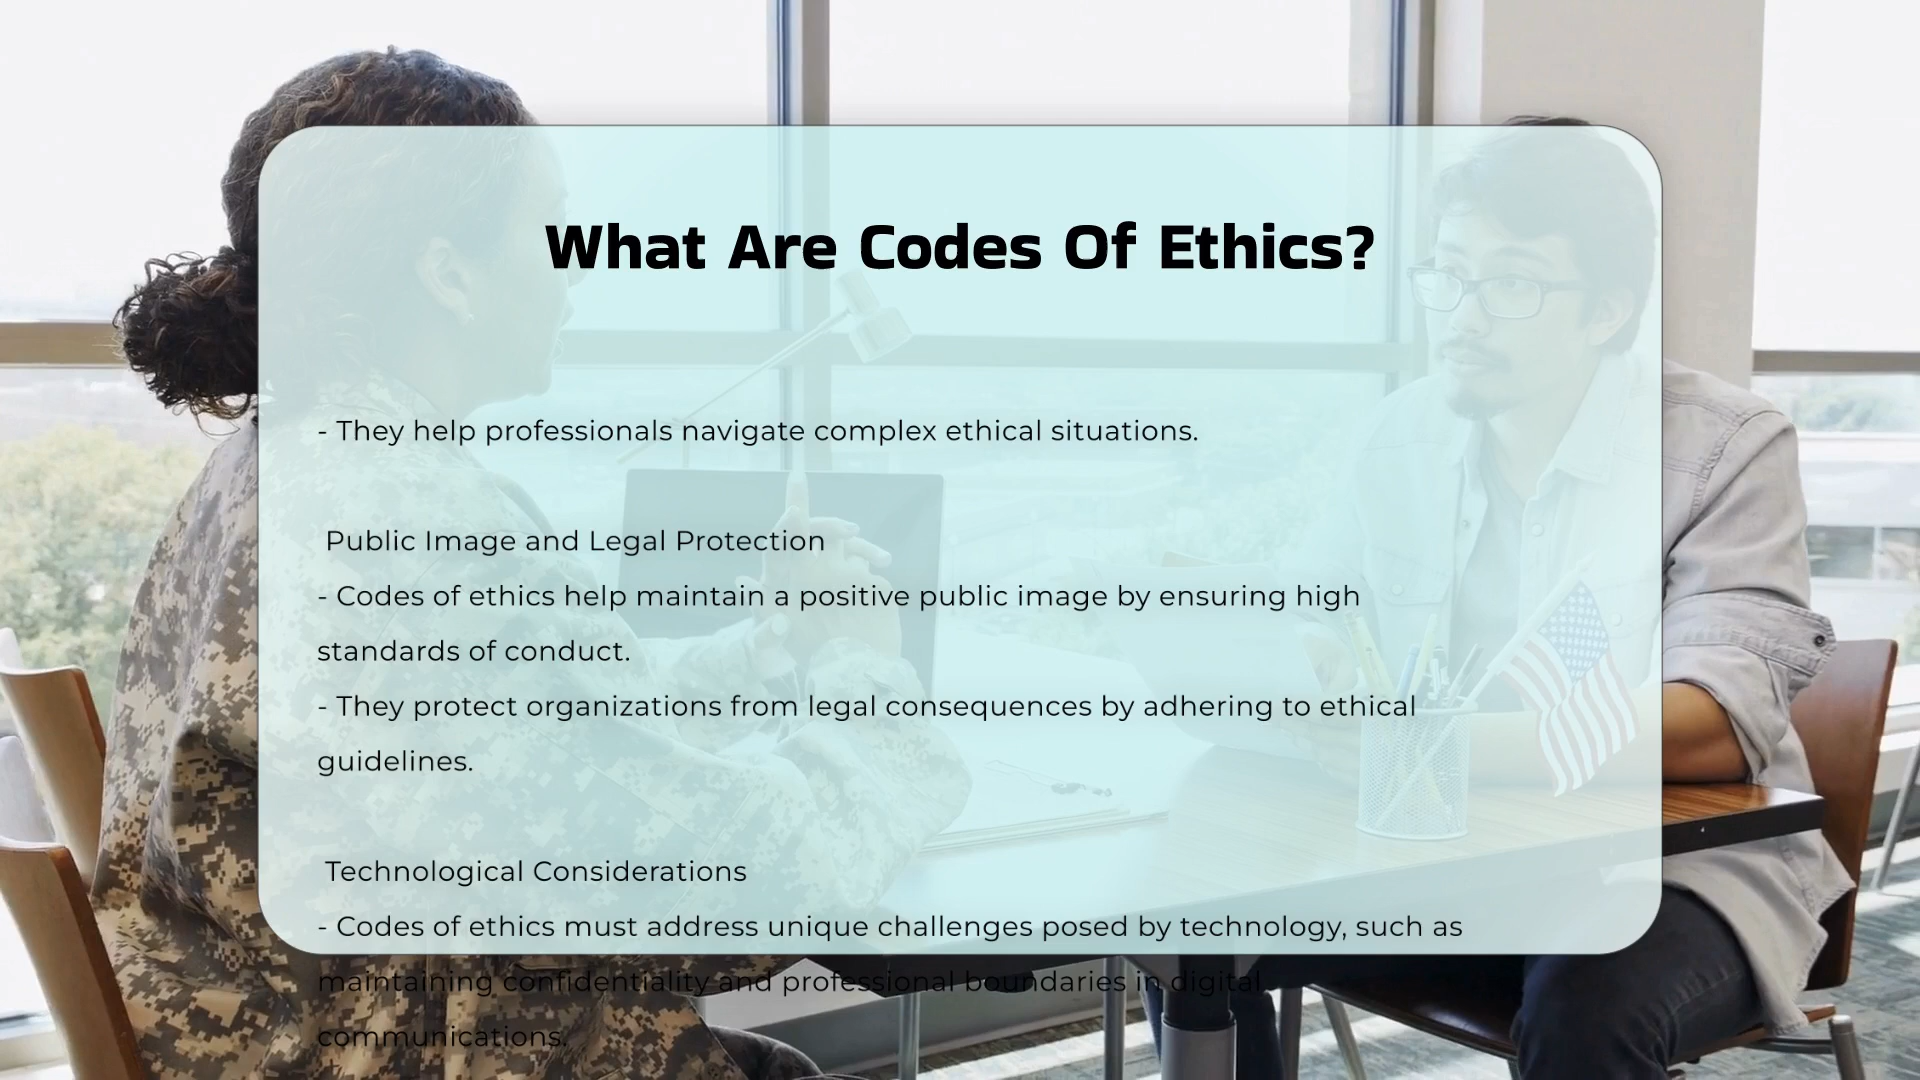 What Are Codes Of Ethics?
- They help professionals navigate complex ethical situations.
Public Image and Legal Protection
- Codes of ethics help maintain a positive public image by ensuring high
standards of conduct.
- They protect organizations from legal consequences by adhering to ethical
guidelines.
Technological Considerations
- Codes of ethics must address unique challenges posed by technology, such as
maintaining confidentiality and professional boundaries in digital
communications.